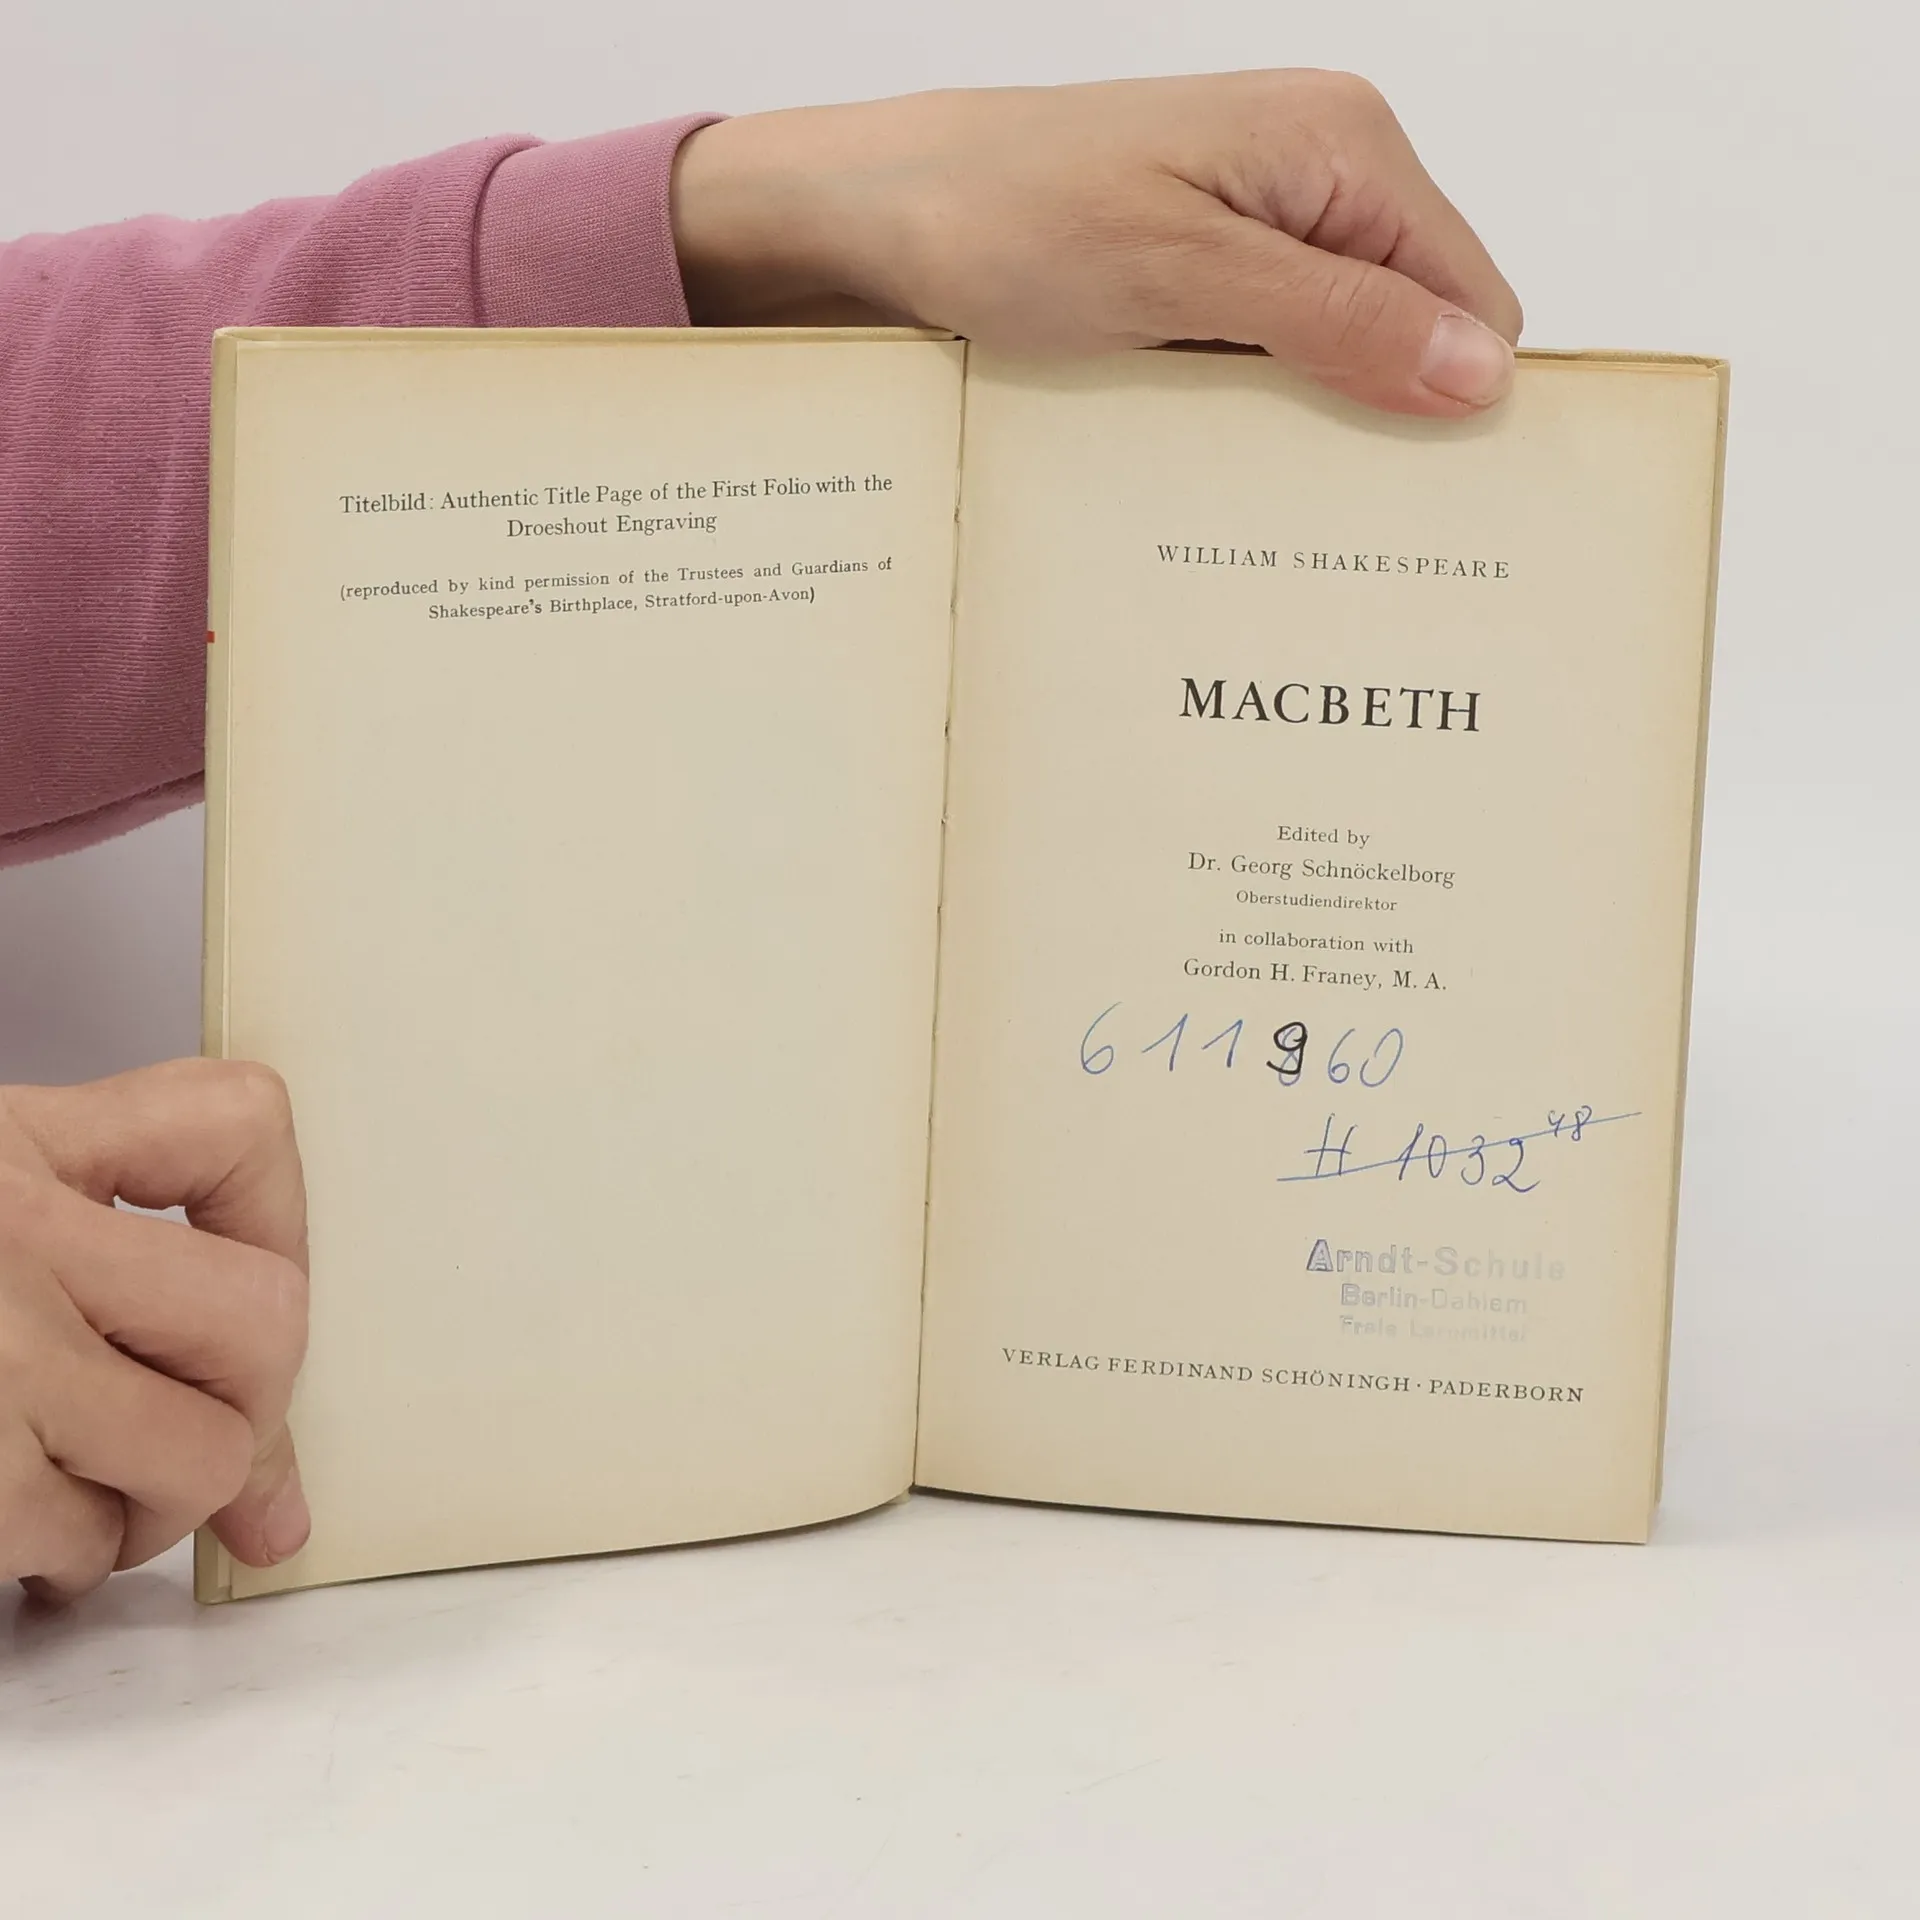 Titelbild: Authentic Title Page of the First Folio with the
Droeshout Engraving
(reproduced by kind permission of the Trustees and Guardians of
Shakespeare's Birthplace, Stratford-upon-Avon)
WILLIAM SHAKESPEARE
MACBETH
Edited by
Dr. Georg Schnöckelborg
Oberstudiendirektor
in collaboration with
Gordon H. Franey, M. A.
611960
H 1032 48
Arndt-Schule
Berlin-Dahlem
Freie Lernmittel
VERLAG FERDINAND SCHÖNINGH · PADERBORN